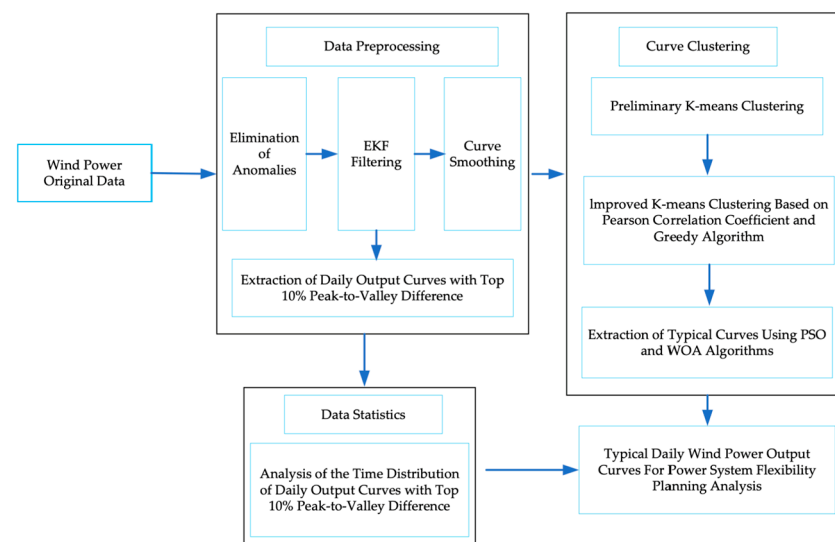 Data Preprocessing
Curve Clustering
Wind Power
Original Data
Elimination
of
Anomalies
EKF
Filtering
Curve
Smoothing
Extraction of Daily Output Curves with Top
10% Peak-to-Valley Difference
Preliminary K-means Clustering
Improved K-means Clustering Based on
Pearson Correlation Coefficient and
Greedy Algorithm
Extraction of Typical Curves Using PSO
and WOA Algorithms
Data Statistics
Analysis of the Time Distribution
of Daily Output Curves with Top
10% Peak-to-Valley Difference
Typical Daily Wind Power Output
Curves For Power System Flexibility
Planning Analysis